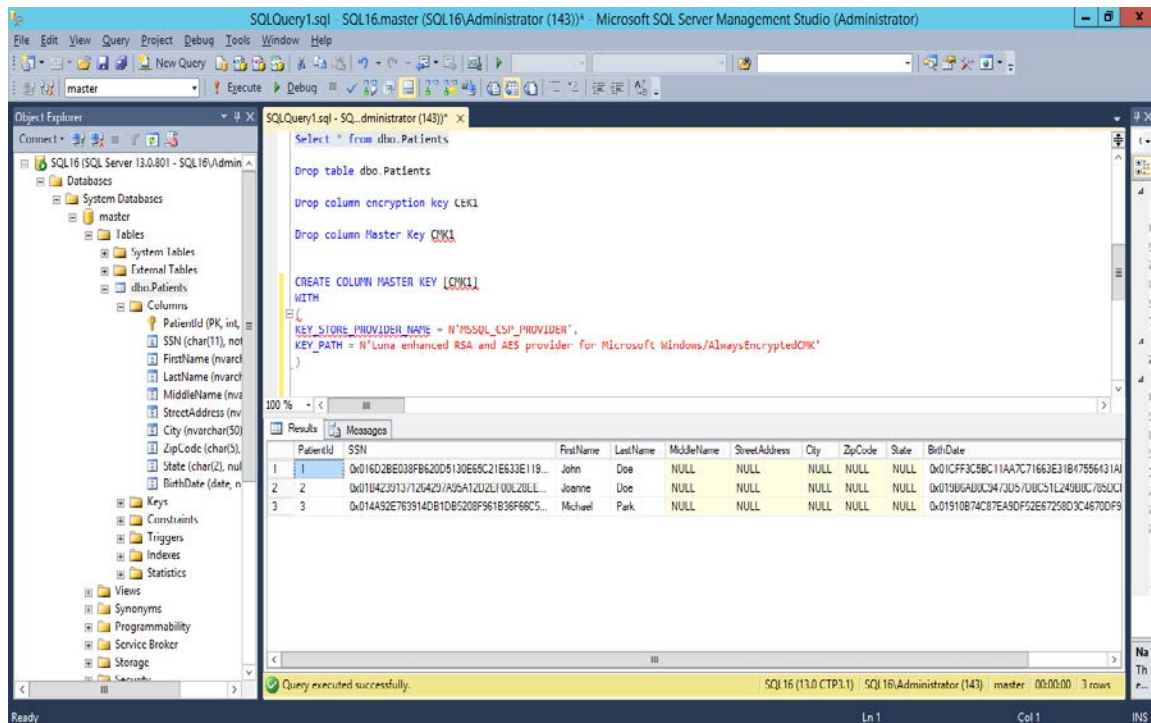 SQLQuery1.sql - SQL16.master (SQL16\Administrator (143))* - Microsoft SQL Server Management Studio (Administrator)
File Edit View Query Project Debug Tools Window Help
New Query
master
Execute Debug
Object Explorer
Connect
SQL16 (SQL Server 13.0.801 - SQL16\Admin
Databases
System Databases
master
Tables
System Tables
External Tables
dbo.Patients
Columns
PatientId (PK, int,
SSN (char(11), not
FirstName (nvarch
LastName (nvarch
MiddleName (nva
StreetAddress (nv
City (nvarchar(50)
ZipCode (char(5),
State (char(2), nul
BirthDate (date, n
Keys
Constraints
Triggers
Indexes
Statistics
Views
Synonyms
Programmability
Service Broker
Storage
Security
SQLQuery1.sql - SQ...dministrator (143))*
Select * from dbo.Patients
Drop table dbo.Patients
Drop column encryption key CEK1
Drop column Master Key CMK1
CREATE COLUMN MASTER KEY [CMK1]
WITH
(
KEY_STORE_PROVIDER_NAME = N'MSSQL_CSP_PROVIDER',
KEY_PATH = N'Luna enhanced RSA and AES provider for Microsoft Windows/AlwaysEncryptedCMK'
)
100 %
Results Messages
PatientId SSN FirstName LastName MiddleName StreetAddress City ZipCode State BirthDate
1 1 John Doe NULL NULL NULL NULL NULL
2 2 Joanne Doe NULL NULL NULL NULL NULL
3 3 Michael Park NULL NULL NULL NULL NULL
Query executed successfully. SQL16 (13.0 CTP3.1) SQL16\Administrator (143) master 00:00:00 3 rows
Na
Th
e...
Ready Ln 1 Col 1 INS